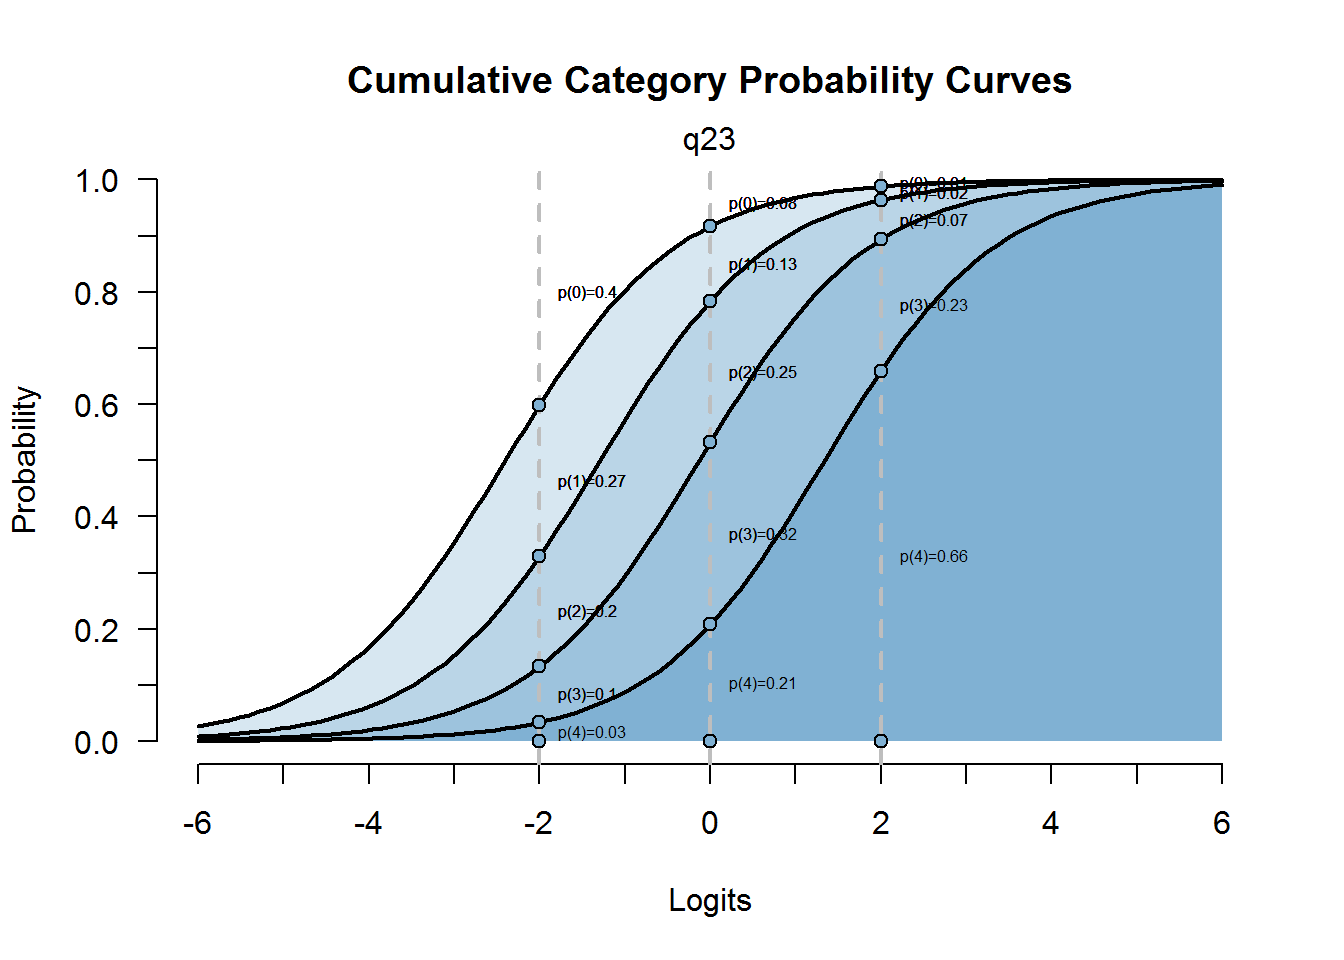 Cumulative Category Probability Curves
q23
Probability
1.0
0.8
0.6
0.4
0.2
0.0
p(0)=0.4
p(1)=0.27
p(2)=0.2
p(3)=0.1
p(4)=0.03
p(0)=0.08
p(1)=0.13
p(2)=0.25
p(3)=0.32
p(4)=0.21
p(0)=0.01
p(1)=0.02
p(2)=0.07
p(3)=0.23
p(4)=0.66
-6 -4 -2 0 2 4 6
Logits